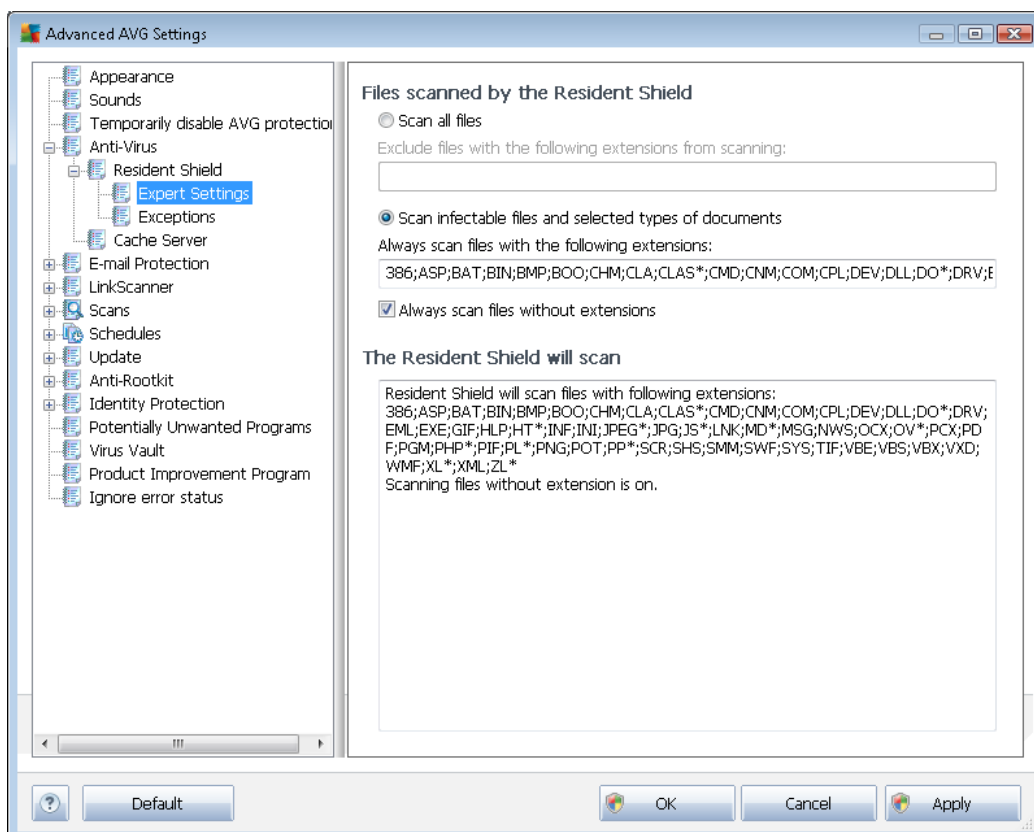 Advanced AVG Settings
Appearance
Sounds
Temporarily disable AVG protection
Anti-Virus
Resident Shield
Expert Settings
Exceptions
Cache Server
E-mail Protection
LinkScanner
Scans
Schedules
Update
Anti-Rootkit
Identity Protection
Potentially Unwanted Programs
Virus Vault
Product Improvement Program
Ignore error status
Files scanned by the Resident Shield
Scan all files
Exclude files with the following extensions from scanning:
Scan infectable files and selected types of documents
Always scan files with the following extensions:
386;ASP;BAT;BIN;BMP;BOO;CHM;CLA;CLAS*;CMD;CNM;COM;CPL;DEV;DLL;DO*;DRV;E
Always scan files without extensions
The Resident Shield will scan
Resident Shield will scan files with following extensions:
386;ASP;BAT;BIN;BMP;BOO;CHM;CLA;CLAS*;CMD;CNM;COM;CPL;DEV;DLL;DO*;DRV;
EML;EXE;GIF;HLP;HT*;INF;INI;JPEG*;JPG;JS*;LNK;MD*;MSG;NWS;OCX;OV*;PCX;PD
F;PGM;PHP*;PIF;PL*;PNG;POT;PP*;SCR;SHS;SMM;SWF;SYS;TIF;VBE;VBS;VBX;VXD;
WMF;XL*;XML;ZL*
Scanning files without extension is on.
?
Default
OK
Cancel
Apply